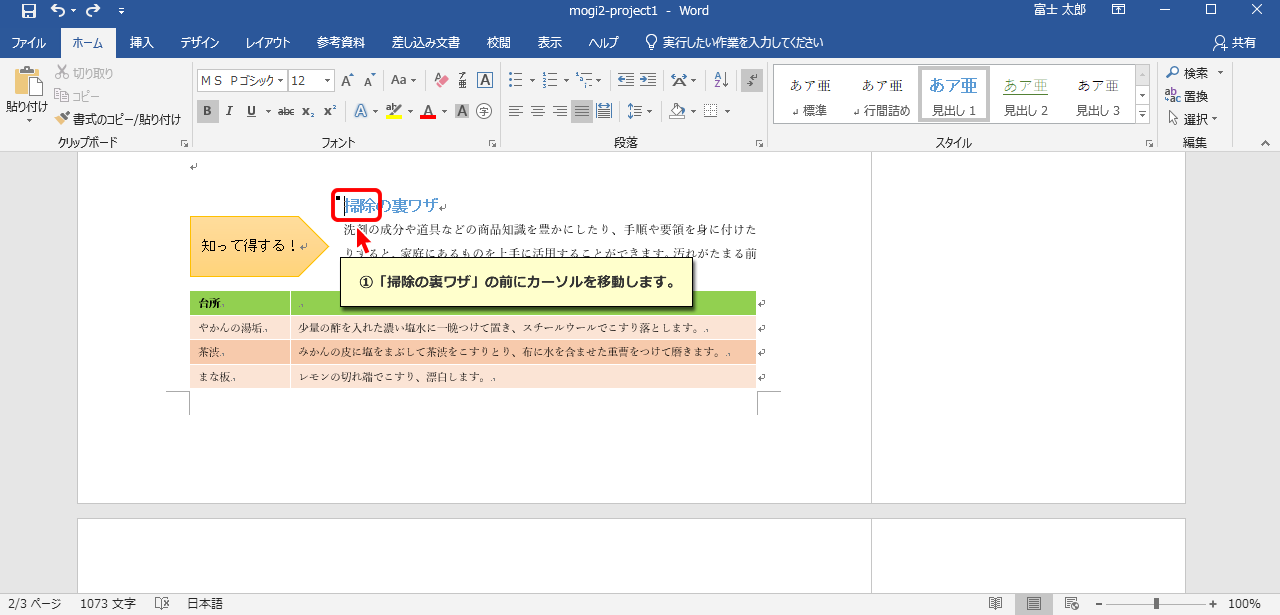 mogi2-project1 - Word
富士 太郎
ファイル ホーム 挿入 デザイン レイアウト 参考資料 差し込み文書 校閲 表示 ヘルプ 実行したい作業を入力してください 共有
貼り付け
切り取り
コピー
書式のコピー/貼り付け
クリップボード
ＭＳ Ｐゴシック 12
フォント
段落
あア亜 あア亜 あア亜 あア亜 あア亜
標準 行間詰め 見出し 1 見出し 2 見出し 3
スタイル
検索
置換
選択
編集
掃除の裏ワザ
知って得する！
洗剤の成分や道具などの商品知識を豊かにしたり、手順や要領を身に付けた
りすると、家庭にあるものを上手に活用することができます。汚れがたまる前
①「掃除の裏ワザ」の前にカーソルを移動します。
台所
やかんの湯垢 少量の酢を入れた濃い塩水に一晩つけて置き、スチールウールでこすり落とします。
茶渋 みかんの皮に塩をまぶして茶渋をこすりとり、布に水を含ませた重曹をつけて磨きます。
まな板 レモンの切れ端でこすり、漂白します。
2/3 ページ 1073 文字 日本語 100%